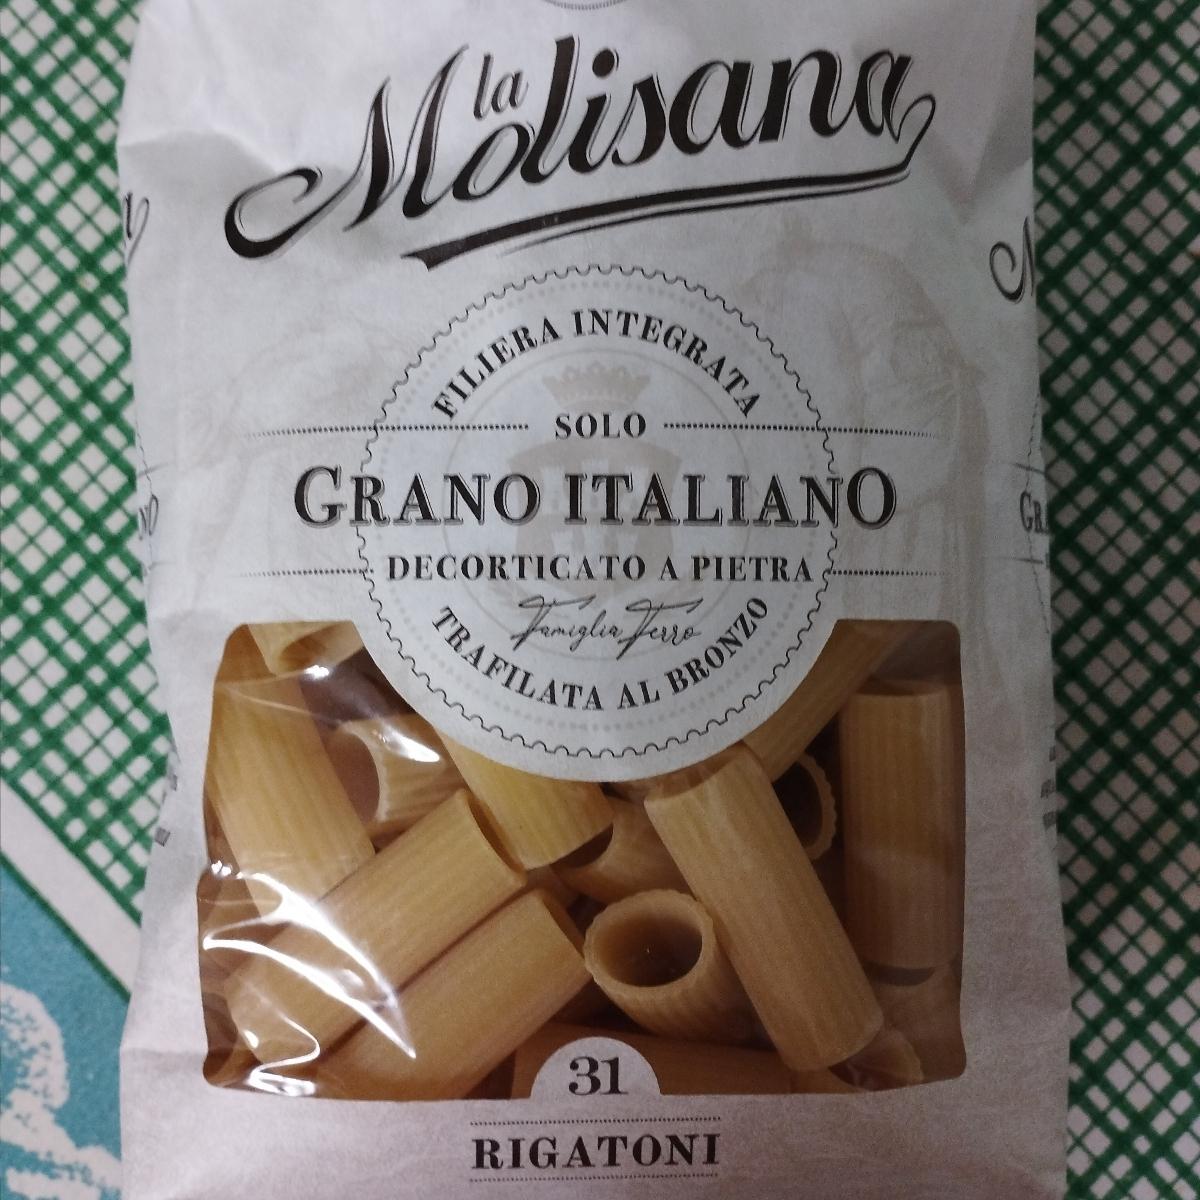 la
Molisana
FILIERA INTEGRATA
SOLO
GRANO ITALIANO
DECORTICATO A PIETRA
Famiglia Ferro
TRAFILATA AL BRONZO
31
RIGATONI